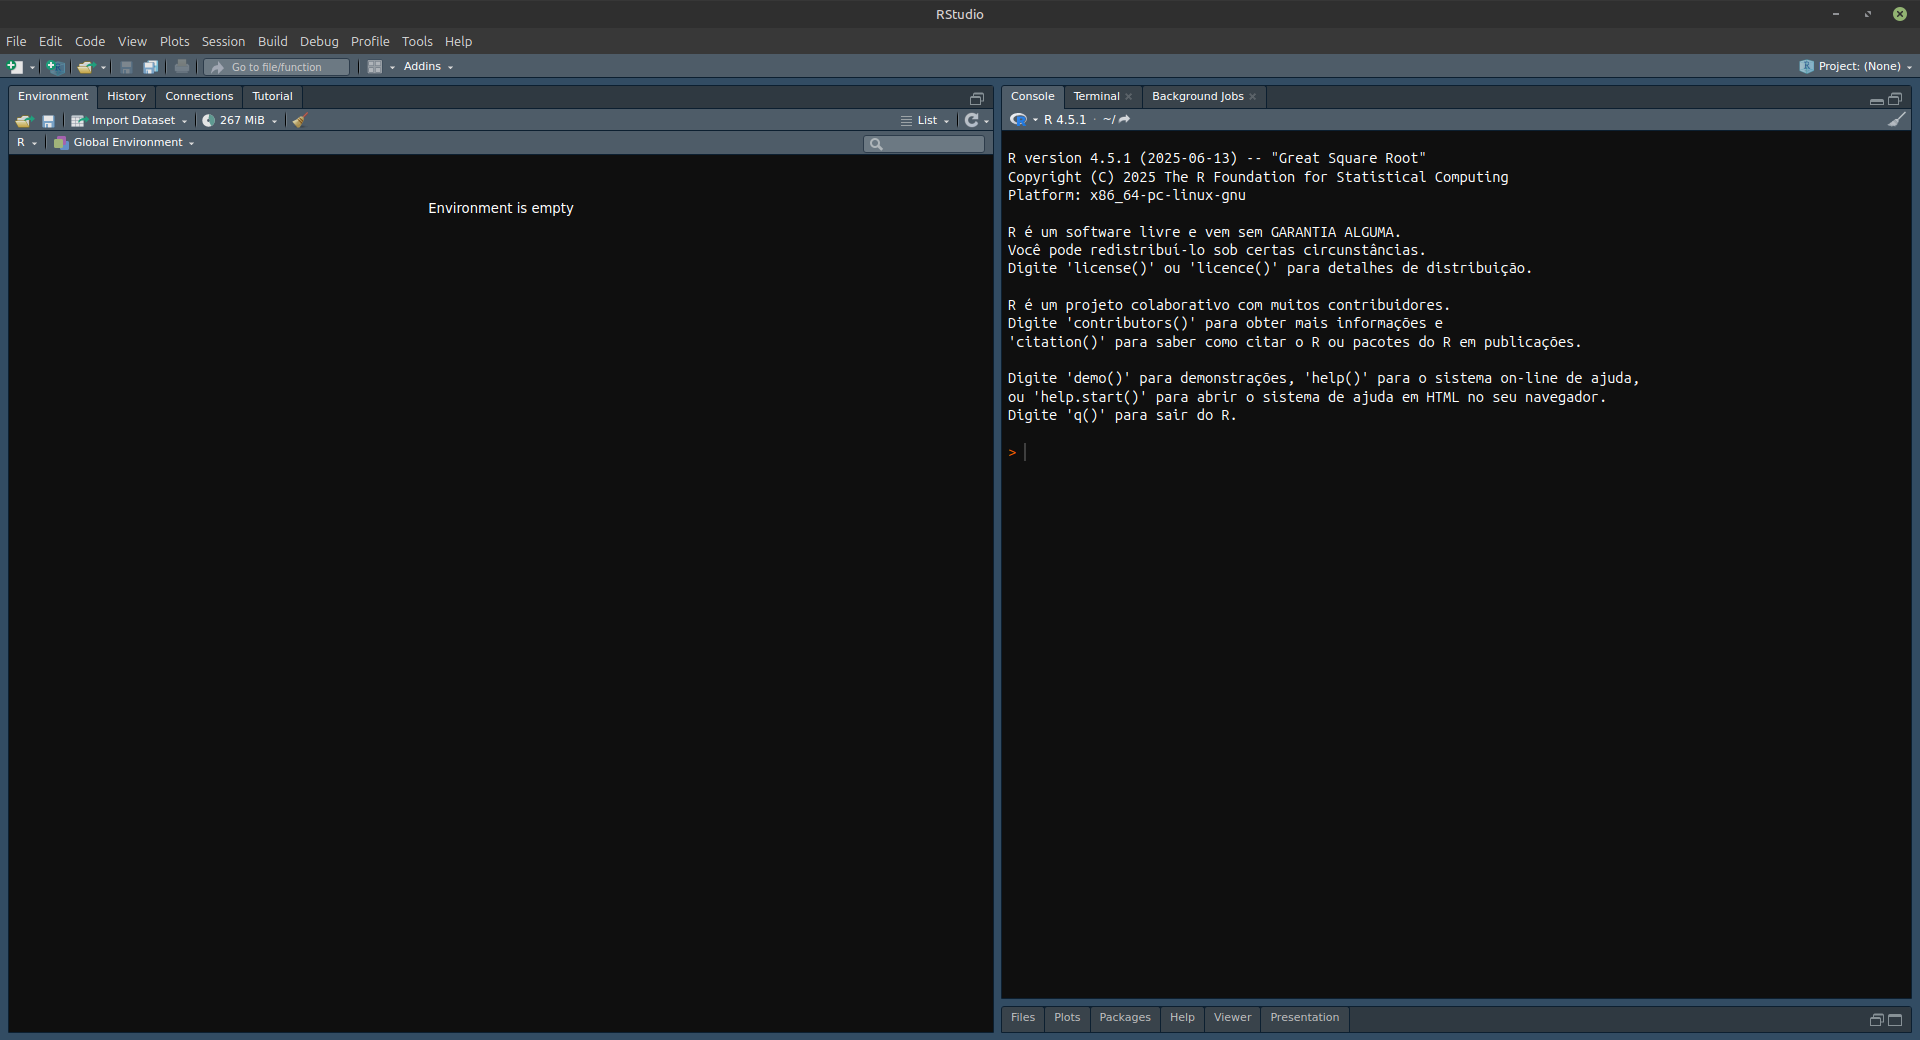 RStudio
File Edit Code View Plots Session Build Debug Profile Tools Help
Go to file/function
Addins
Project: (None)
Environment History Connections Tutorial
Import Dataset
267 MiB
List
R
Global Environment
Environment is empty
Console Terminal Background Jobs
R 4.5.1 · ~/
R version 4.5.1 (2025-06-13) -- "Great Square Root"
Copyright (C) 2025 The R Foundation for Statistical Computing
Platform: x86_64-pc-linux-gnu
R é um software livre e vem sem GARANTIA ALGUMA.
Você pode redistribuí-lo sob certas circunstâncias.
Digite 'license()' ou 'licence()' para detalhes de distribuição.
R é um projeto colaborativo com muitos contribuidores.
Digite 'contributors()' para obter mais informações e
'citation()' para saber como citar o R ou pacotes do R em publicações.
Digite 'demo()' para demonstrações, 'help()' para o sistema on-line de ajuda,
ou 'help.start()' para abrir o sistema de ajuda em HTML no seu navegador.
Digite 'q()' para sair do R.
>
Files Plots Packages Help Viewer Presentation